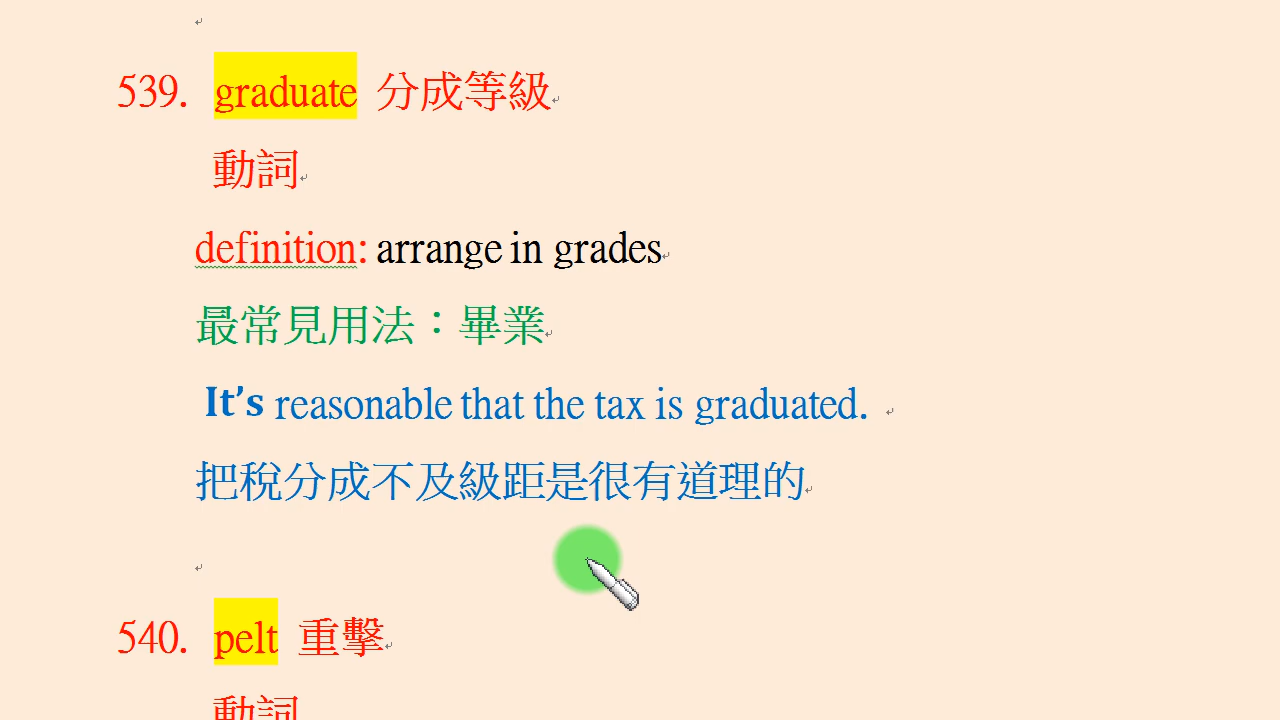 539. graduate 分成等級
動詞
definition: arrange in grades
最常見用法：畢業
It's reasonable that the tax is graduated.
把稅分成不及級距是很有道理的
540. pelt 重擊
動詞